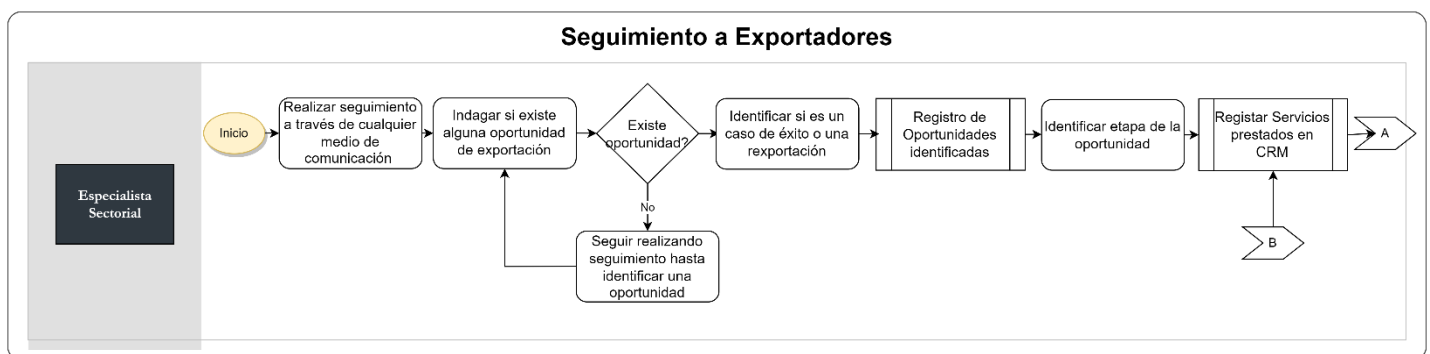 Seguimiento a Exportadores
Especialista
Sectorial
Inicio
Realizar seguimiento
a través de cualquier
medio de
comunicación
Indagar si existe
alguna oportunidad
de exportación
Existe
oportunidad?
No
Seguir realizando
seguimiento hasta
identificar una
oportunidad
Identificar si es un
caso de éxito o una
rexportación
Registro de
Oportunidades
identificadas
Identificar etapa de la
oportunidad
Registar Servicios
prestados en
CRM
A
B